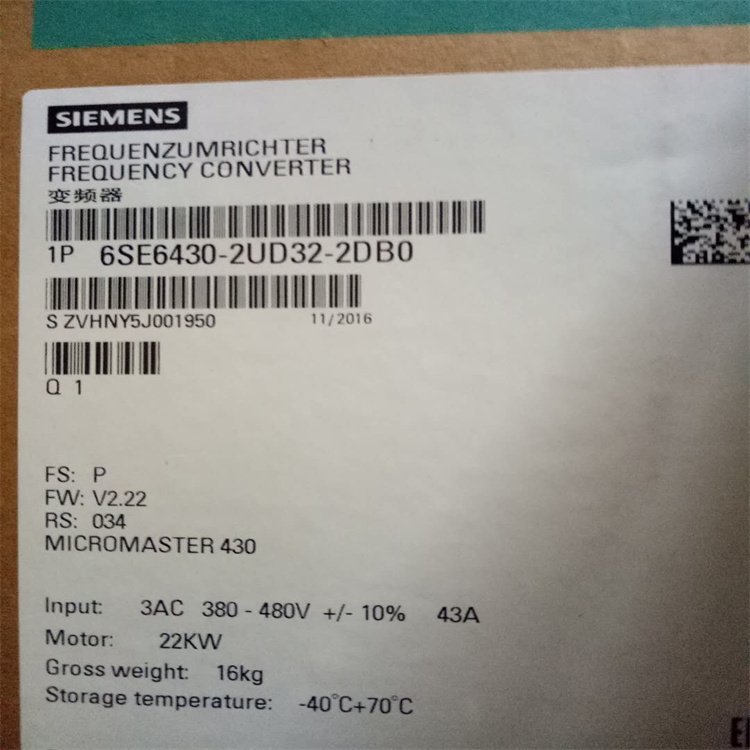 SIEMENS
FREQUENZUMRICHTER
FREQUENCY CONVERTER
变频器
1P 6SE6430-2UD32-2DB0
S ZVHNY5J001950 11/2016
Q 1
FS: P
FW: V2.22
RS: 034
MICROMASTER 430
Input: 3AC 380 - 480V +/- 10% 43A
Motor: 22KW
Gross weight: 16kg
Storage temperature: -40°C+70°C